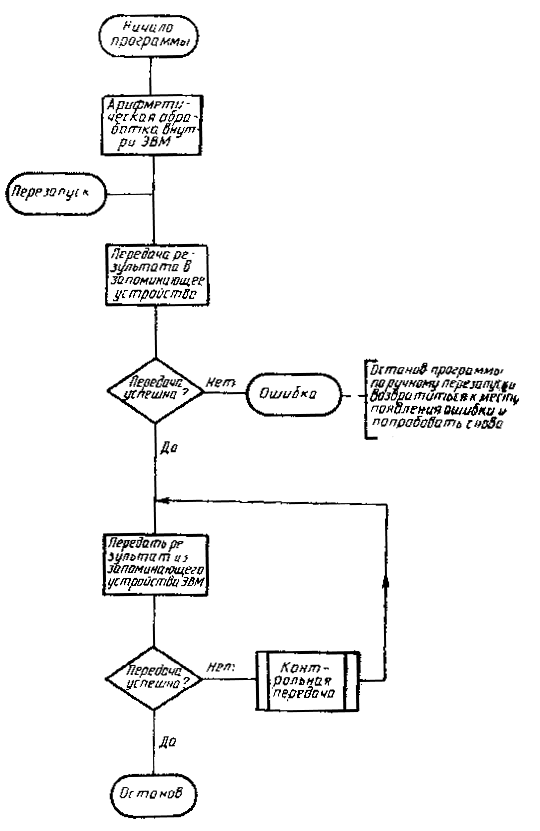 Начало
программы
Арифмети-
ческая обра-
ботка внут-
ри ЭВМ
Перезапуск
Передача ре-
зультата в
запоминающее
устройство
Передача
успешна?
Нет
Ошибка
Останов программы
по ручному перезапуску
возвратиться к месту
появления ошибки и
попробовать снова
Да
Передать ре
зультат из
запоминающего
устройства ЭВМ
Передача
успешна?
Нет
Конт-
рольная
передача
Да
Останов